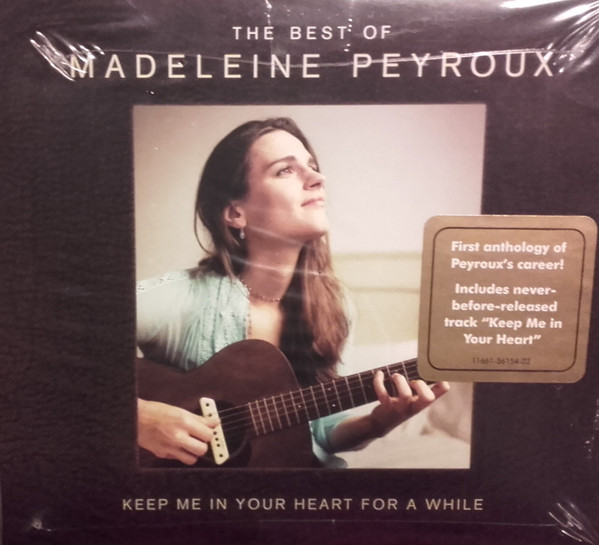 THE BEST OF
MADELEINE PEYROUX
First anthology of
Peyroux's career!
Includes never-
before-released
track "Keep Me in
Your Heart"
11661-36154-02
KEEP ME IN YOUR HEART FOR A WHILE